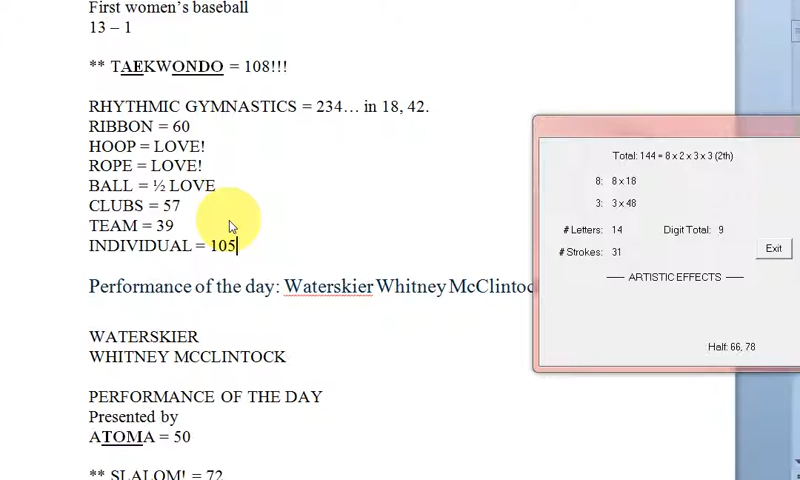 First women's baseball
13 – 1
** TAEKWONDO = 108!!!
RHYTHMIC GYMNASTICS = 234… in 18, 42.
RIBBON = 60
HOOP = LOVE!
ROPE = LOVE!
BALL = ½ LOVE
CLUBS = 57
TEAM = 39
INDIVIDUAL = 105
Performance of the day: Waterskier Whitney McClintoc
WATERSKIER
WHITNEY MCCLINTOCK
PERFORMANCE OF THE DAY
Presented by
ATOMA = 50
** SLALOM! = 72
Total: 144 = 8 x 2 x 3 x 3 (2th)
8: 8 x 18
3: 3 x 48
# Letters: 14 Digit Total: 9
# Strokes: 31
Exit
---- ARTISTIC EFFECTS ----
Half: 66, 78